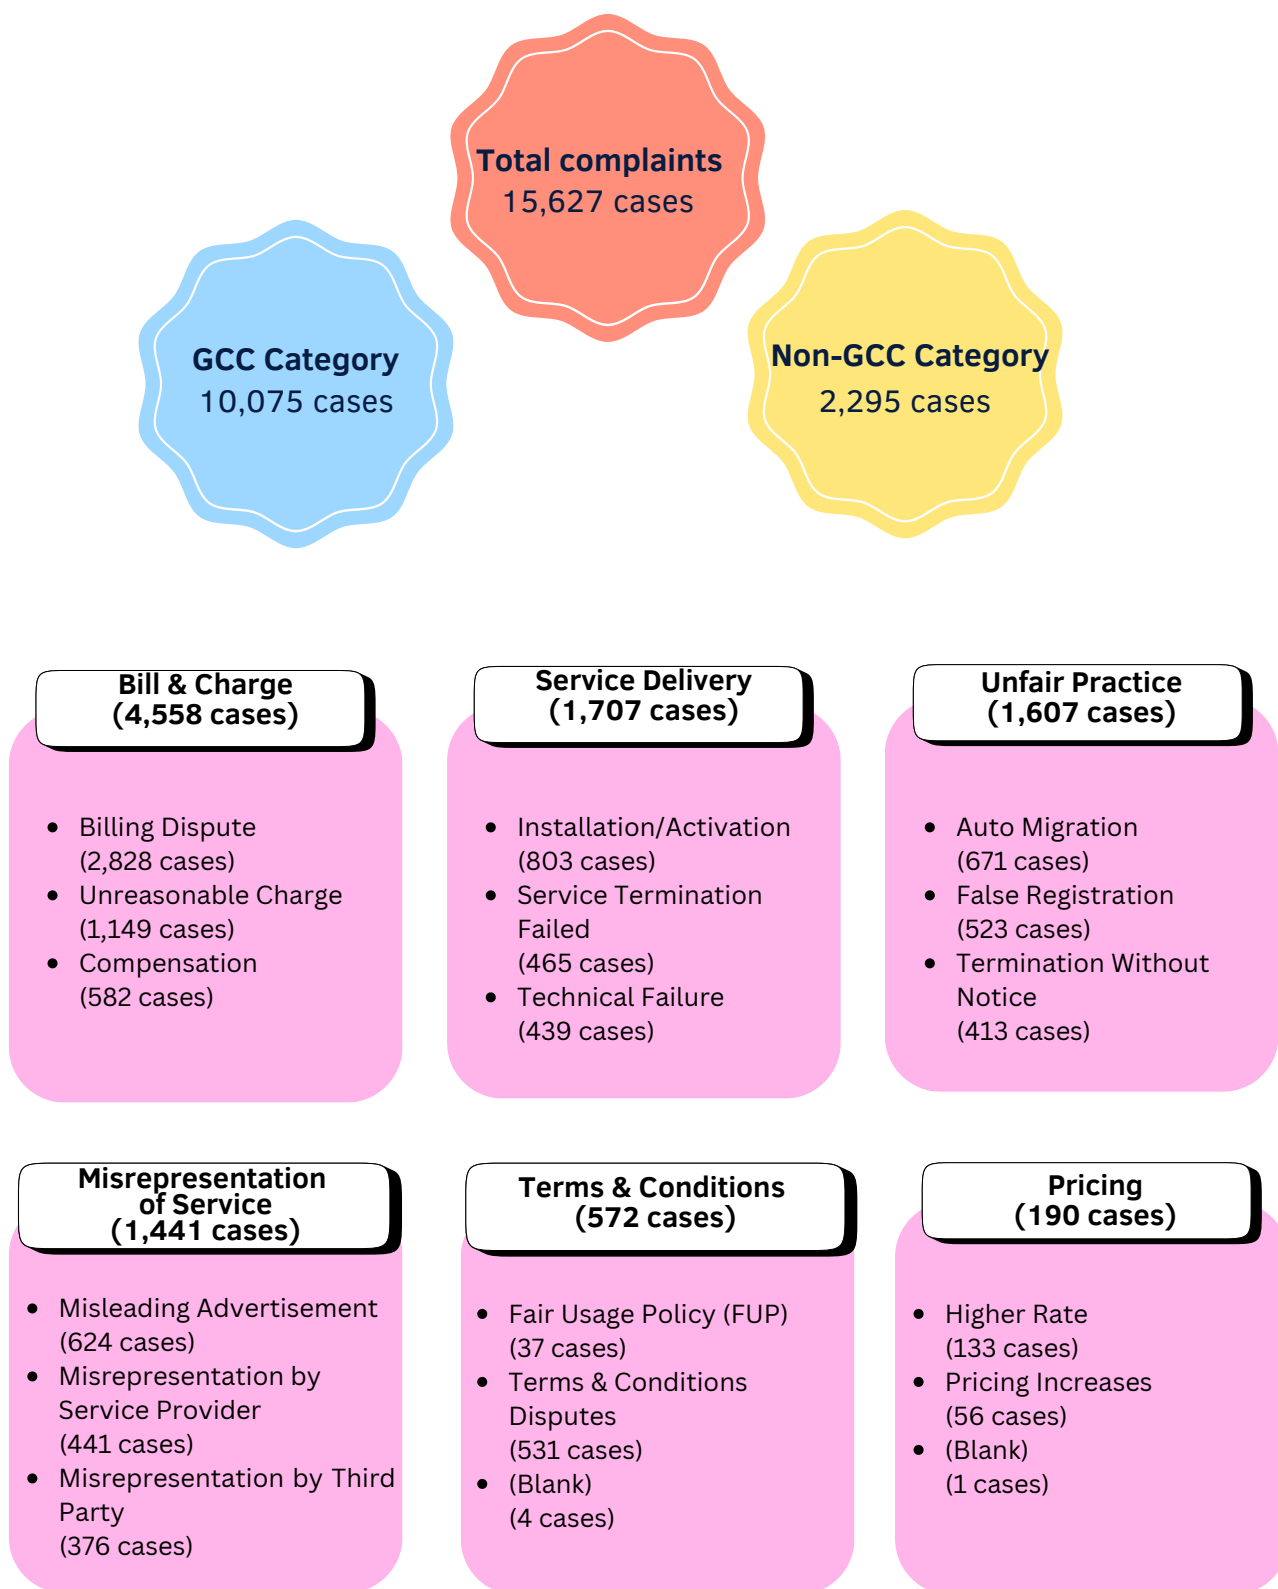 Total complaints
15,627 cases
GCC Category
10,075 cases
Non-GCC Category
2,295 cases
Bill & Charge
(4,558 cases)
• Billing Dispute
(2,828 cases)
• Unreasonable Charge
(1,149 cases)
• Compensation
(582 cases)
Service Delivery
(1,707 cases)
• Installation/Activation
(803 cases)
• Service Termination
Failed
(465 cases)
• Technical Failure
(439 cases)
Unfair Practice
(1,607 cases)
• Auto Migration
(671 cases)
• False Registration
(523 cases)
• Termination Without
Notice
(413 cases)
Misrepresentation
of Service
(1,441 cases)
• Misleading Advertisement
(624 cases)
• Misrepresentation by
Service Provider
(441 cases)
• Misrepresentation by Third
Party
(376 cases)
Terms & Conditions
(572 cases)
• Fair Usage Policy (FUP)
(37 cases)
• Terms & Conditions
Disputes
(531 cases)
• (Blank)
(4 cases)
Pricing
(190 cases)
• Higher Rate
(133 cases)
• Pricing Increases
(56 cases)
• (Blank)
(1 cases)